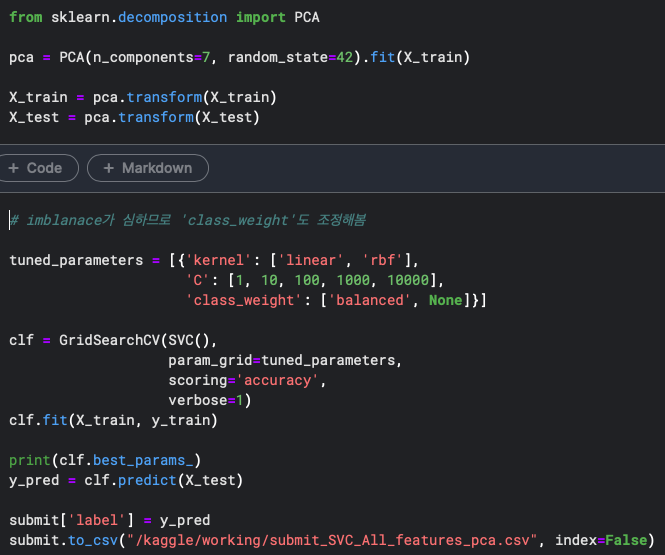 from sklearn.decomposition import PCA
pca = PCA(n_components=7, random_state=42).fit(X_train)
X_train = pca.transform(X_train)
X_test = pca.transform(X_test)
+ Code + Markdown
# imblanace가 심하므로 'class_weight'도 조정해봄
tuned_parameters = [{'kernel': ['linear', 'rbf'],
'C': [1, 10, 100, 1000, 10000],
'class_weight': ['balanced', None]}]
clf = GridSearchCV(SVC(),
param_grid=tuned_parameters,
scoring='accuracy',
verbose=1)
clf.fit(X_train, y_train)
print(clf.best_params_)
y_pred = clf.predict(X_test)
submit['label'] = y_pred
submit.to_csv("/kaggle/working/submit_SVC_All_features_pca.csv", index=False)